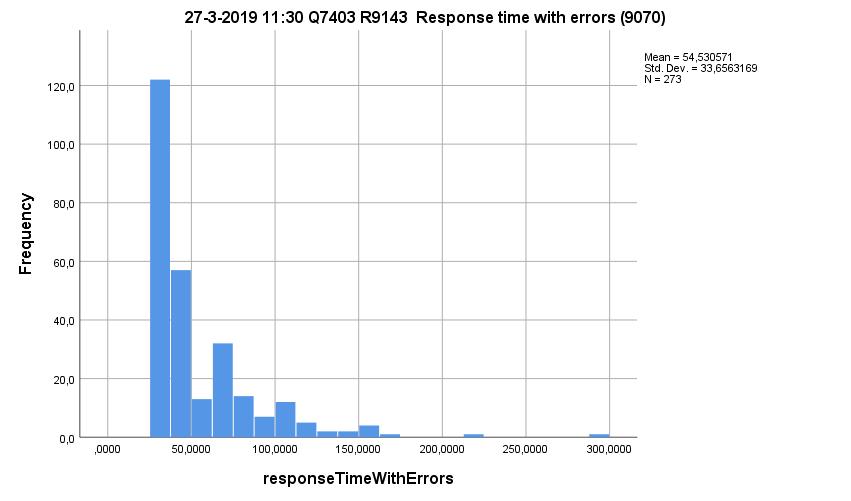 27-3-2019 11:30 Q7403 R9143 Response time with errors (9070)
Mean = 54,530571
Std. Dev. = 33,6563169
N = 273
120,0
100,0
80,0
60,0
40,0
20,0
0,0
Frequency
,0000
50,0000
100,0000
150,0000
200,0000
250,0000
300,0000
responseTimeWithErrors